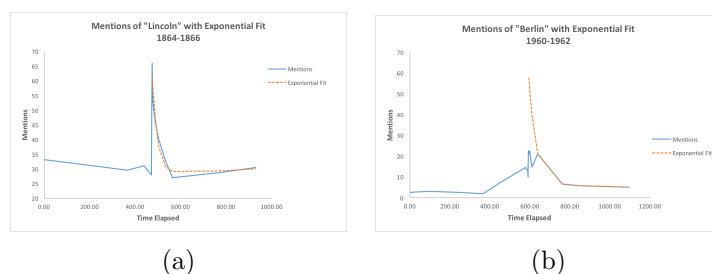 Mentions of "Lincoln" with Exponential Fit
1864-1866
70
65
60
55
50
45
40
35
30
25
20
Mentions
0.00 200.00 400.00 600.00 800.00 1000.00
Time Elapsed
Mentions
Exponential Fit
(a)
Mentions of "Berlin" with Exponential Fit
1960-1962
70
60
50
40
30
20
10
0
Mentions
0.00 200.00 400.00 600.00 800.00 1000.00 1200.00
Time Elapsed
Mentions
Exponential Fit
(b)